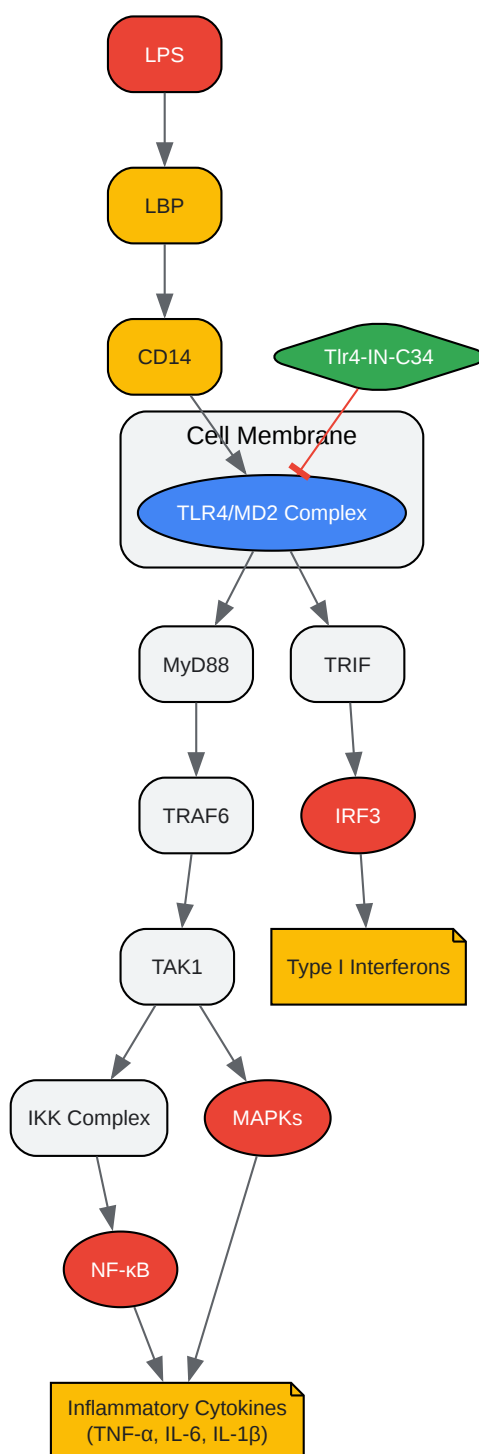 LPS
LBP
CD14
Tlr4-IN-C34
Cell Membrane
TLR4/MD2 Complex
MyD88
TRIF
TRAF6
IRF3
TAK1
Type I Interferons
IKK Complex
MAPKs
NF-κB
Inflammatory Cytokines
(TNF-α, IL-6, IL-1β)